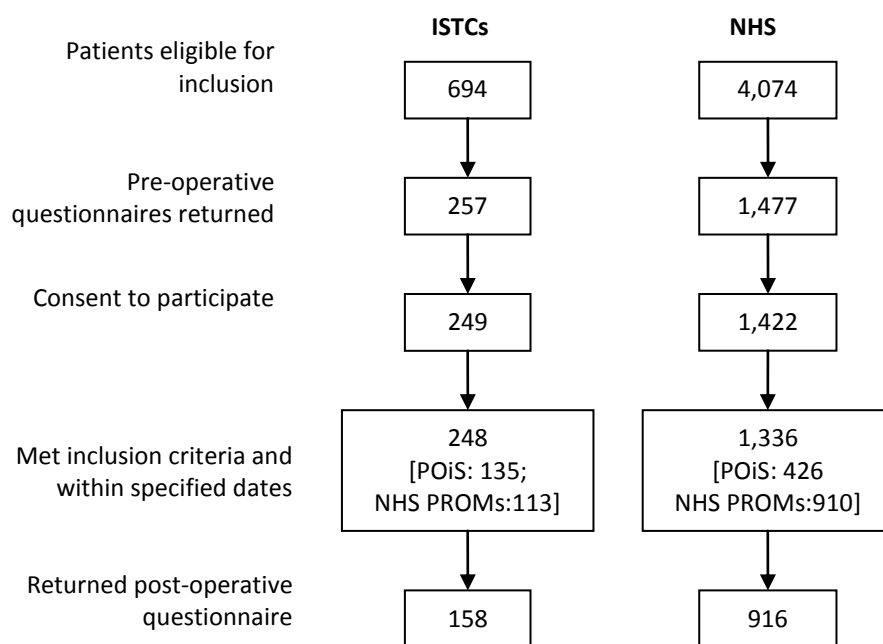 ISTCs NHS
Patients eligible for
inclusion
694 4,074
Pre-operative
questionnaires returned
257 1,477
Consent to participate
249 1,422
Met inclusion criteria and
within specified dates
248
[POiS: 135;
NHS PROMs:113]
1,336
[POiS: 426
NHS PROMs:910]
Returned post-operative
questionnaire
158 916